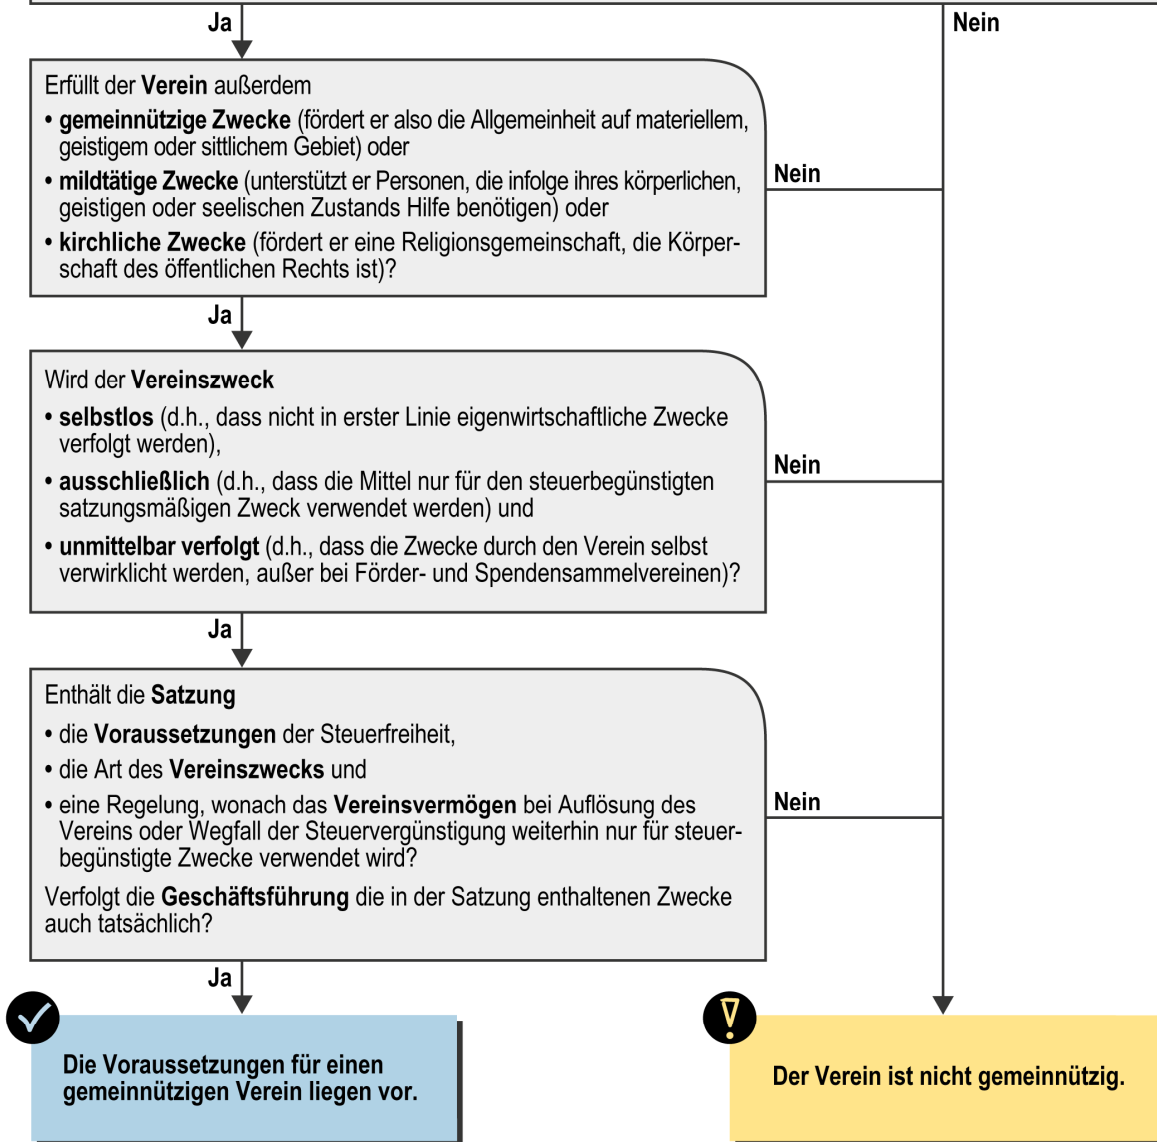 Ja
Nein
Erfüllt der Verein außerdem
• gemeinnützige Zwecke (fördert er also die Allgemeinheit auf materiellem,
geistigem oder sittlichem Gebiet) oder
• mildtätige Zwecke (unterstützt er Personen, die infolge ihres körperlichen,
geistigen oder seelischen Zustands Hilfe benötigen) oder
• kirchliche Zwecke (fördert er eine Religionsgemeinschaft, die Körper-
schaft des öffentlichen Rechts ist)?
Nein
Ja
Wird der Vereinszweck
• selbstlos (d.h., dass nicht in erster Linie eigenwirtschaftliche Zwecke
verfolgt werden),
• ausschließlich (d.h., dass die Mittel nur für den steuerbegünstigten
satzungsmäßigen Zweck verwendet werden) und
• unmittelbar verfolgt (d.h., dass die Zwecke durch den Verein selbst
verwirklicht werden, außer bei Förder- und Spendensammelvereinen)?
Nein
Ja
Enthält die Satzung
• die Voraussetzungen der Steuerfreiheit,
• die Art des Vereinszwecks und
• eine Regelung, wonach das Vereinsvermögen bei Auflösung des
Vereins oder Wegfall der Steuervergünstigung weiterhin nur für steuer-
begünstigte Zwecke verwendet wird?
Verfolgt die Geschäftsführung die in der Satzung enthaltenen Zwecke
auch tatsächlich?
Nein
Ja
Die Voraussetzungen für einen
gemeinnützigen Verein liegen vor.
Der Verein ist nicht gemeinnützig.